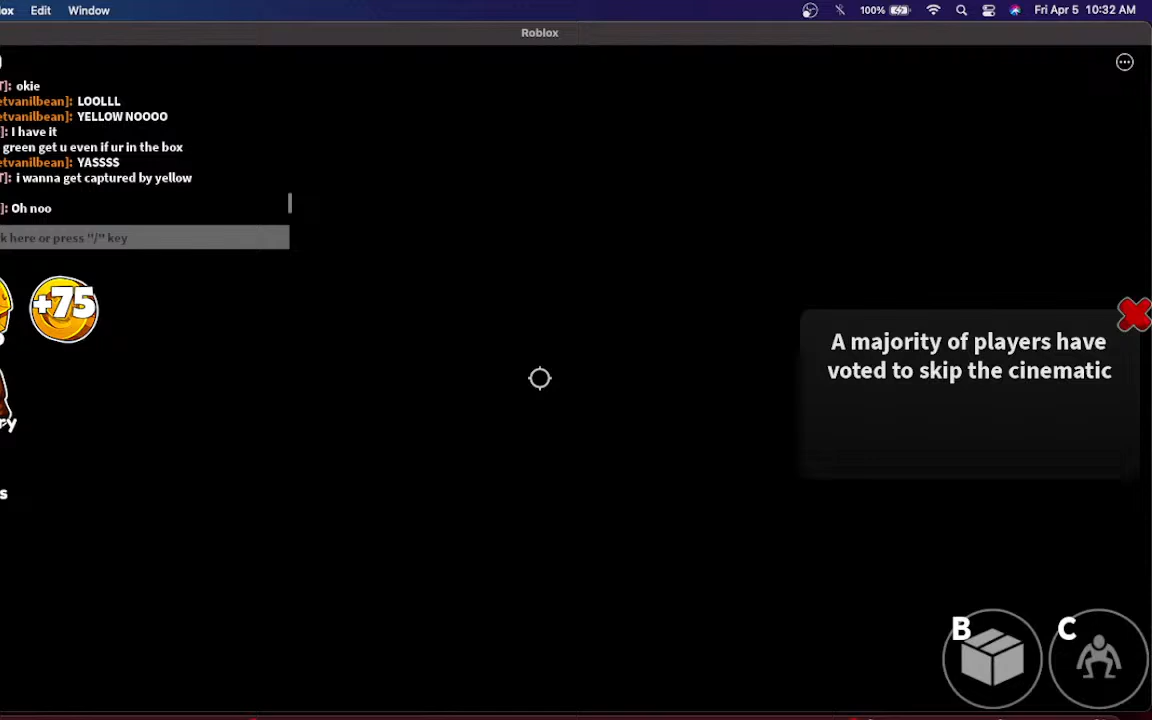 lox Edit Window 100% Fri Apr 5 10:32 AM
Roblox
T]: okie
etvanilbean]: LOOLLL
etvanilbean]: YELLOW NOOOO
]: I have it
green get u even if ur in the box
etvanilbean]: YASSSS
T]: i wanna get captured by yellow
]: Oh noo
k here or press "/" key
+75
A majority of players have
voted to skip the cinematic
ry
s
B C